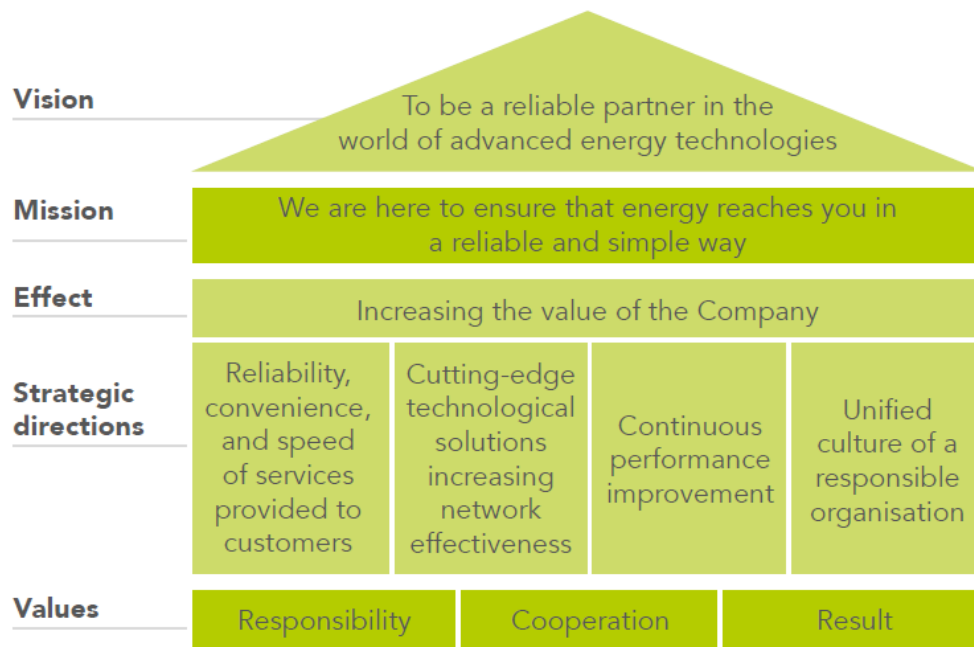 Vision
To be a reliable partner in the
world of advanced energy technologies
Mission
We are here to ensure that energy reaches you in
a reliable and simple way
Effect
Increasing the value of the Company
Strategic
directions
Reliability,
convenience,
and speed
of services
provided to
customers
Cutting-edge
technological
solutions
increasing
network
effectiveness
Continuous
performance
improvement
Unified
culture of a
responsible
organisation
Values
Responsibility
Cooperation
Result